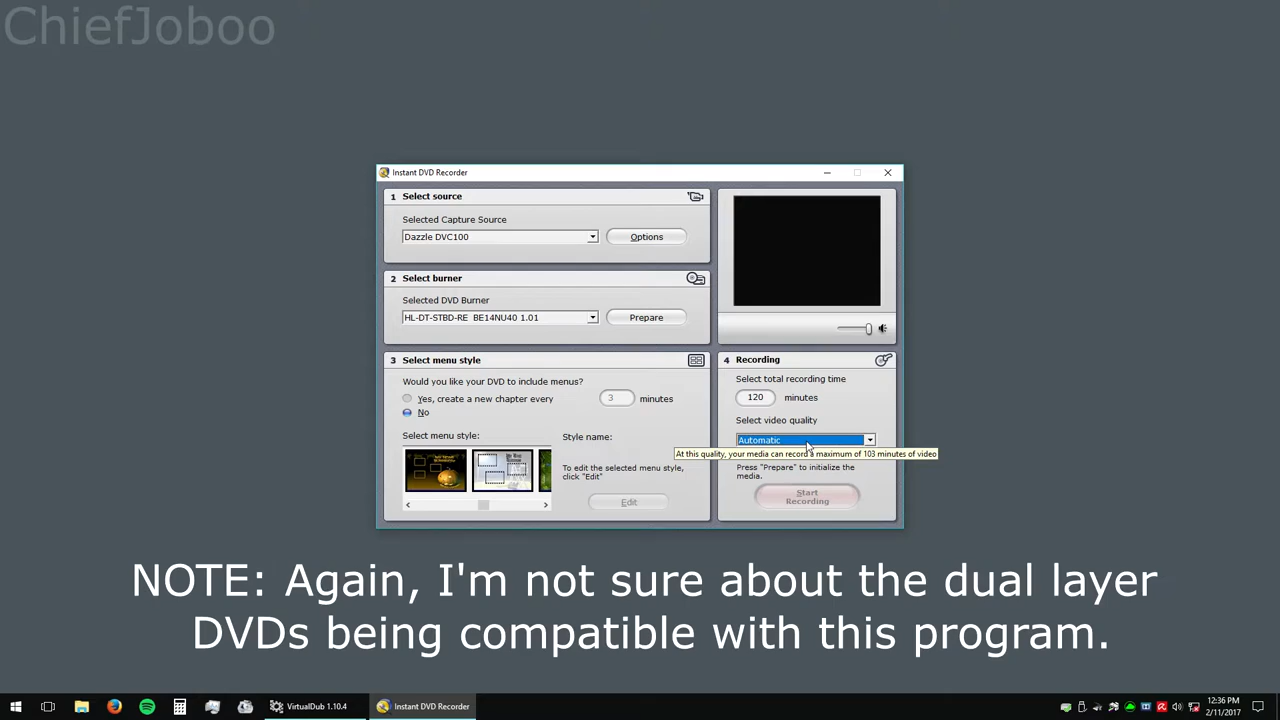 ChiefJoboo
Instant DVD Recorder
1 Select source
Selected Capture Source
Dazzle DVC100
Options
2 Select burner
Selected DVD Burner
HL-DT-STBD-RE BE14NU40 1.01
Prepare
3 Select menu style
Would you like your DVD to include menus?
Yes, create a new chapter every 3 minutes
No
Select menu style:
Style name:
To edit the selected menu style,
click "Edit"
Edit
4 Recording
Select total recording time
120 minutes
Select video quality
Automatic
At this quality, your media can record a maximum of 103 minutes of video
Press "Prepare" to initialize the
media.
Start
Recording
NOTE: Again, I'm not sure about the dual layer
DVDs being compatible with this program.
VirtualDub 1.10.4
Instant DVD Recorder
12:36 PM
2/11/2017